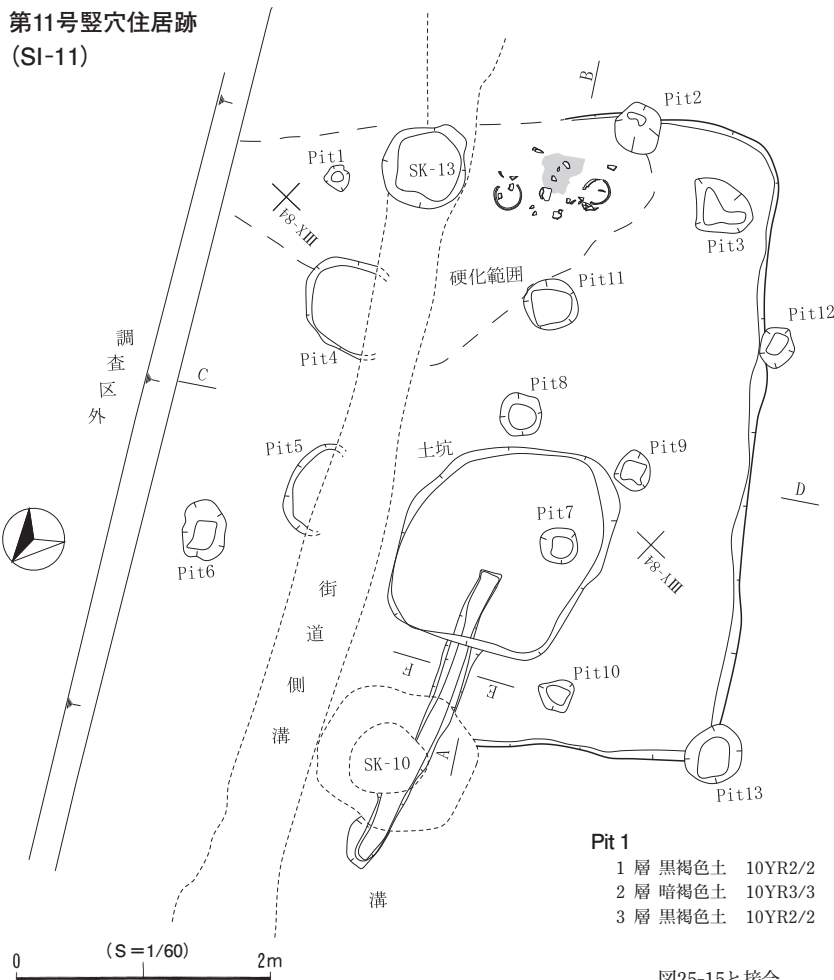 第11号竪穴住居跡
(SI-11)
B
Pit2
Pit1
SK-13
ⅢX-84
Pit3
硬化範囲
Pit11
Pit12
Pit4
調査区外
C
Pit8
Pit5
土坑
Pit9
D
Pit7
ⅢY-84
Pit6
街道側溝
F
E
Pit10
A
SK-10
Pit13
溝
Pit 1
1 層 黒褐色土 10YR2/2
2 層 暗褐色土 10YR3/3
3 層 黒褐色土 10YR2/2
0 (S=1/60) 2m
図25-15と接合